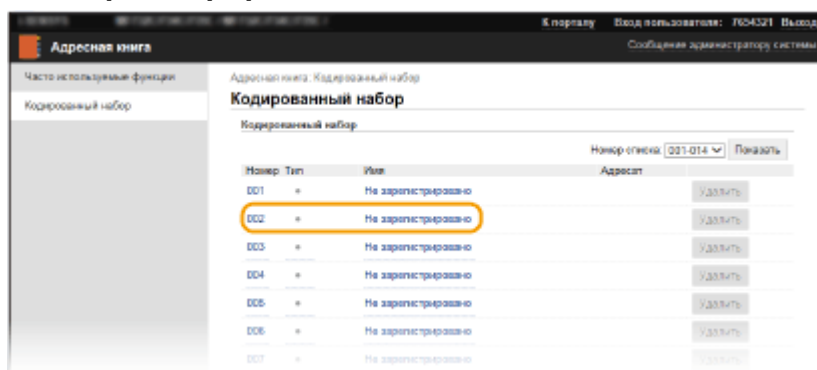 К порталу Вход пользователя: 7654321 Выход
Адресная книга Сообщение администратору системы
Часто используемые функции
Кодированный набор
Адресная книга: Кодированный набор
Кодированный набор
Кодированный набор
Номер списка: 001-014 Показать
Номер Тип Имя Адресат
001 Не зарегистрировано Удалить
002 Не зарегистрировано Удалить
003 Не зарегистрировано Удалить
004 Не зарегистрировано Удалить
005 Не зарегистрировано Удалить
006 Не зарегистрировано Удалить
007 Не зарегистрировано Удалить